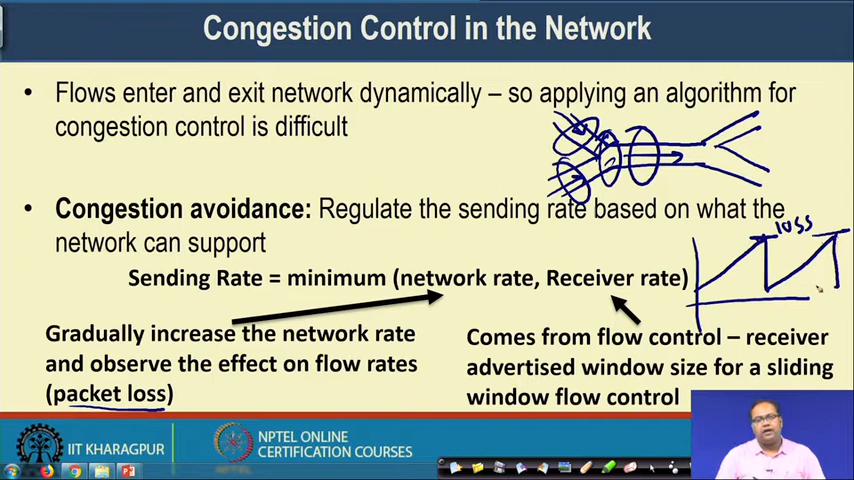 Congestion Control in the Network
• Flows enter and exit network dynamically – so applying an algorithm for
congestion control is difficult
• Congestion avoidance: Regulate the sending rate based on what the
network can support
loss
Sending Rate = minimum (network rate, Receiver rate)
Gradually increase the network rate
and observe the effect on flow rates
(packet loss)
Comes from flow control – receiver
advertised window size for a sliding
window flow control
IIT KHARAGPUR
NPTEL ONLINE
CERTIFICATION COURSES